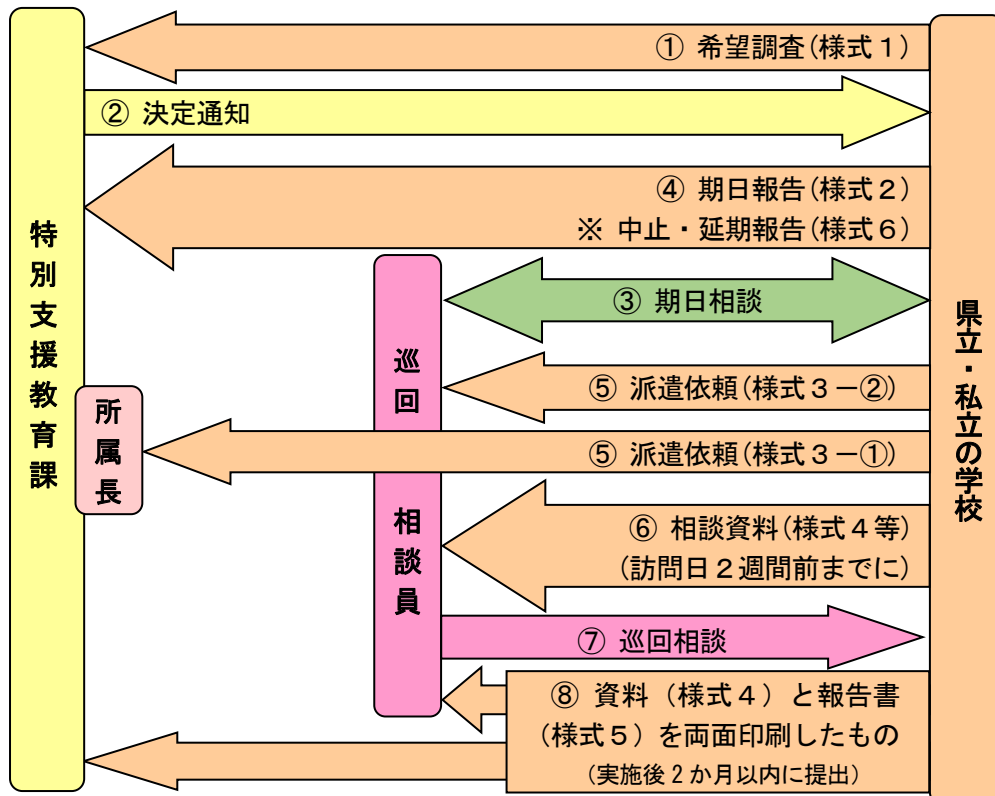 ① 希望調査(様式１)
② 決定通知
④ 期日報告(様式２)
※ 中止・延期報告(様式６)
特別支援教育課
③ 期日相談
県立・私立の学校
巡回相談員
⑤ 派遣依頼(様式３－②)
所属長
⑤ 派遣依頼(様式３－①)
⑥ 相談資料(様式４等)
(訪問日２週間前までに)
⑦ 巡回相談
⑧ 資料（様式４）と報告書
（様式５）を両面印刷したもの
（実施後２か月以内に提出）